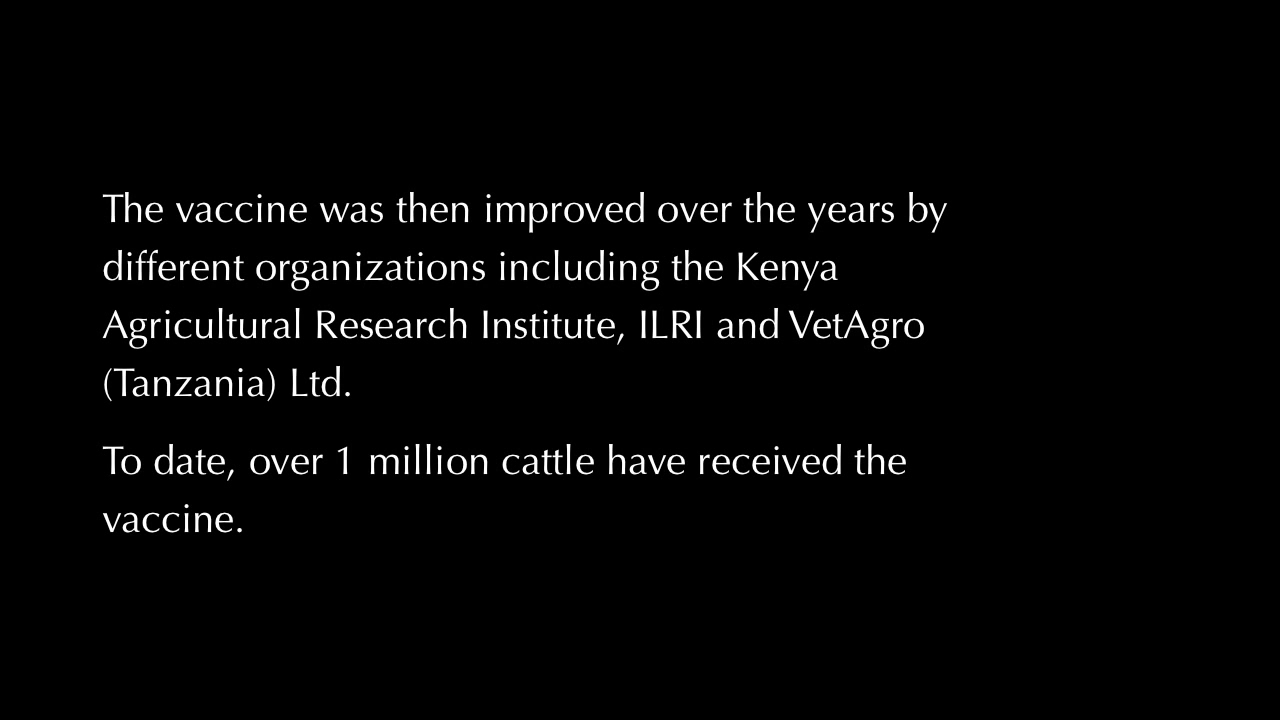 The vaccine was then improved over the years by
different organizations including the Kenya
Agricultural Research Institute, ILRI and VetAgro
(Tanzania) Ltd.
To date, over 1 million cattle have received the
vaccine.